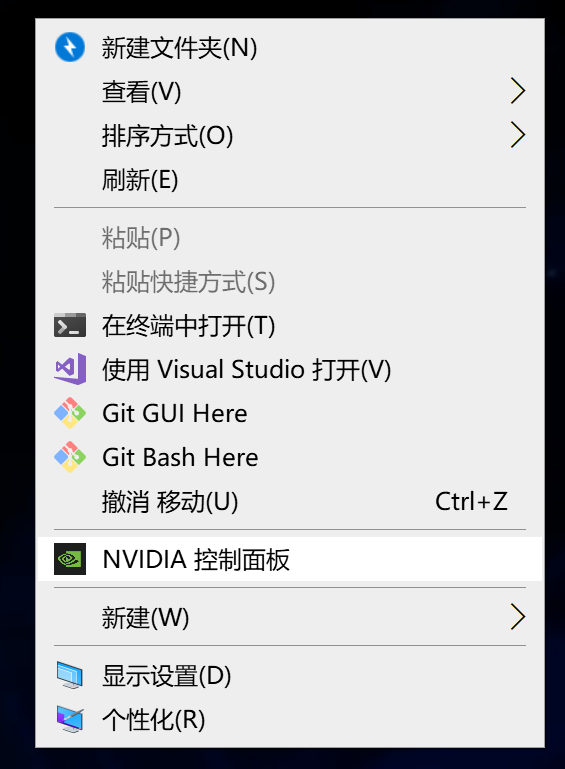 新建文件夹(N)
查看(V)
排序方式(O)
刷新(E)
粘贴(P)
粘贴快捷方式(S)
在终端中打开(T)
使用 Visual Studio 打开(V)
Git GUI Here
Git Bash Here
撤消 移动(U) Ctrl+Z
NVIDIA 控制面板
新建(W)
显示设置(D)
个性化(R)